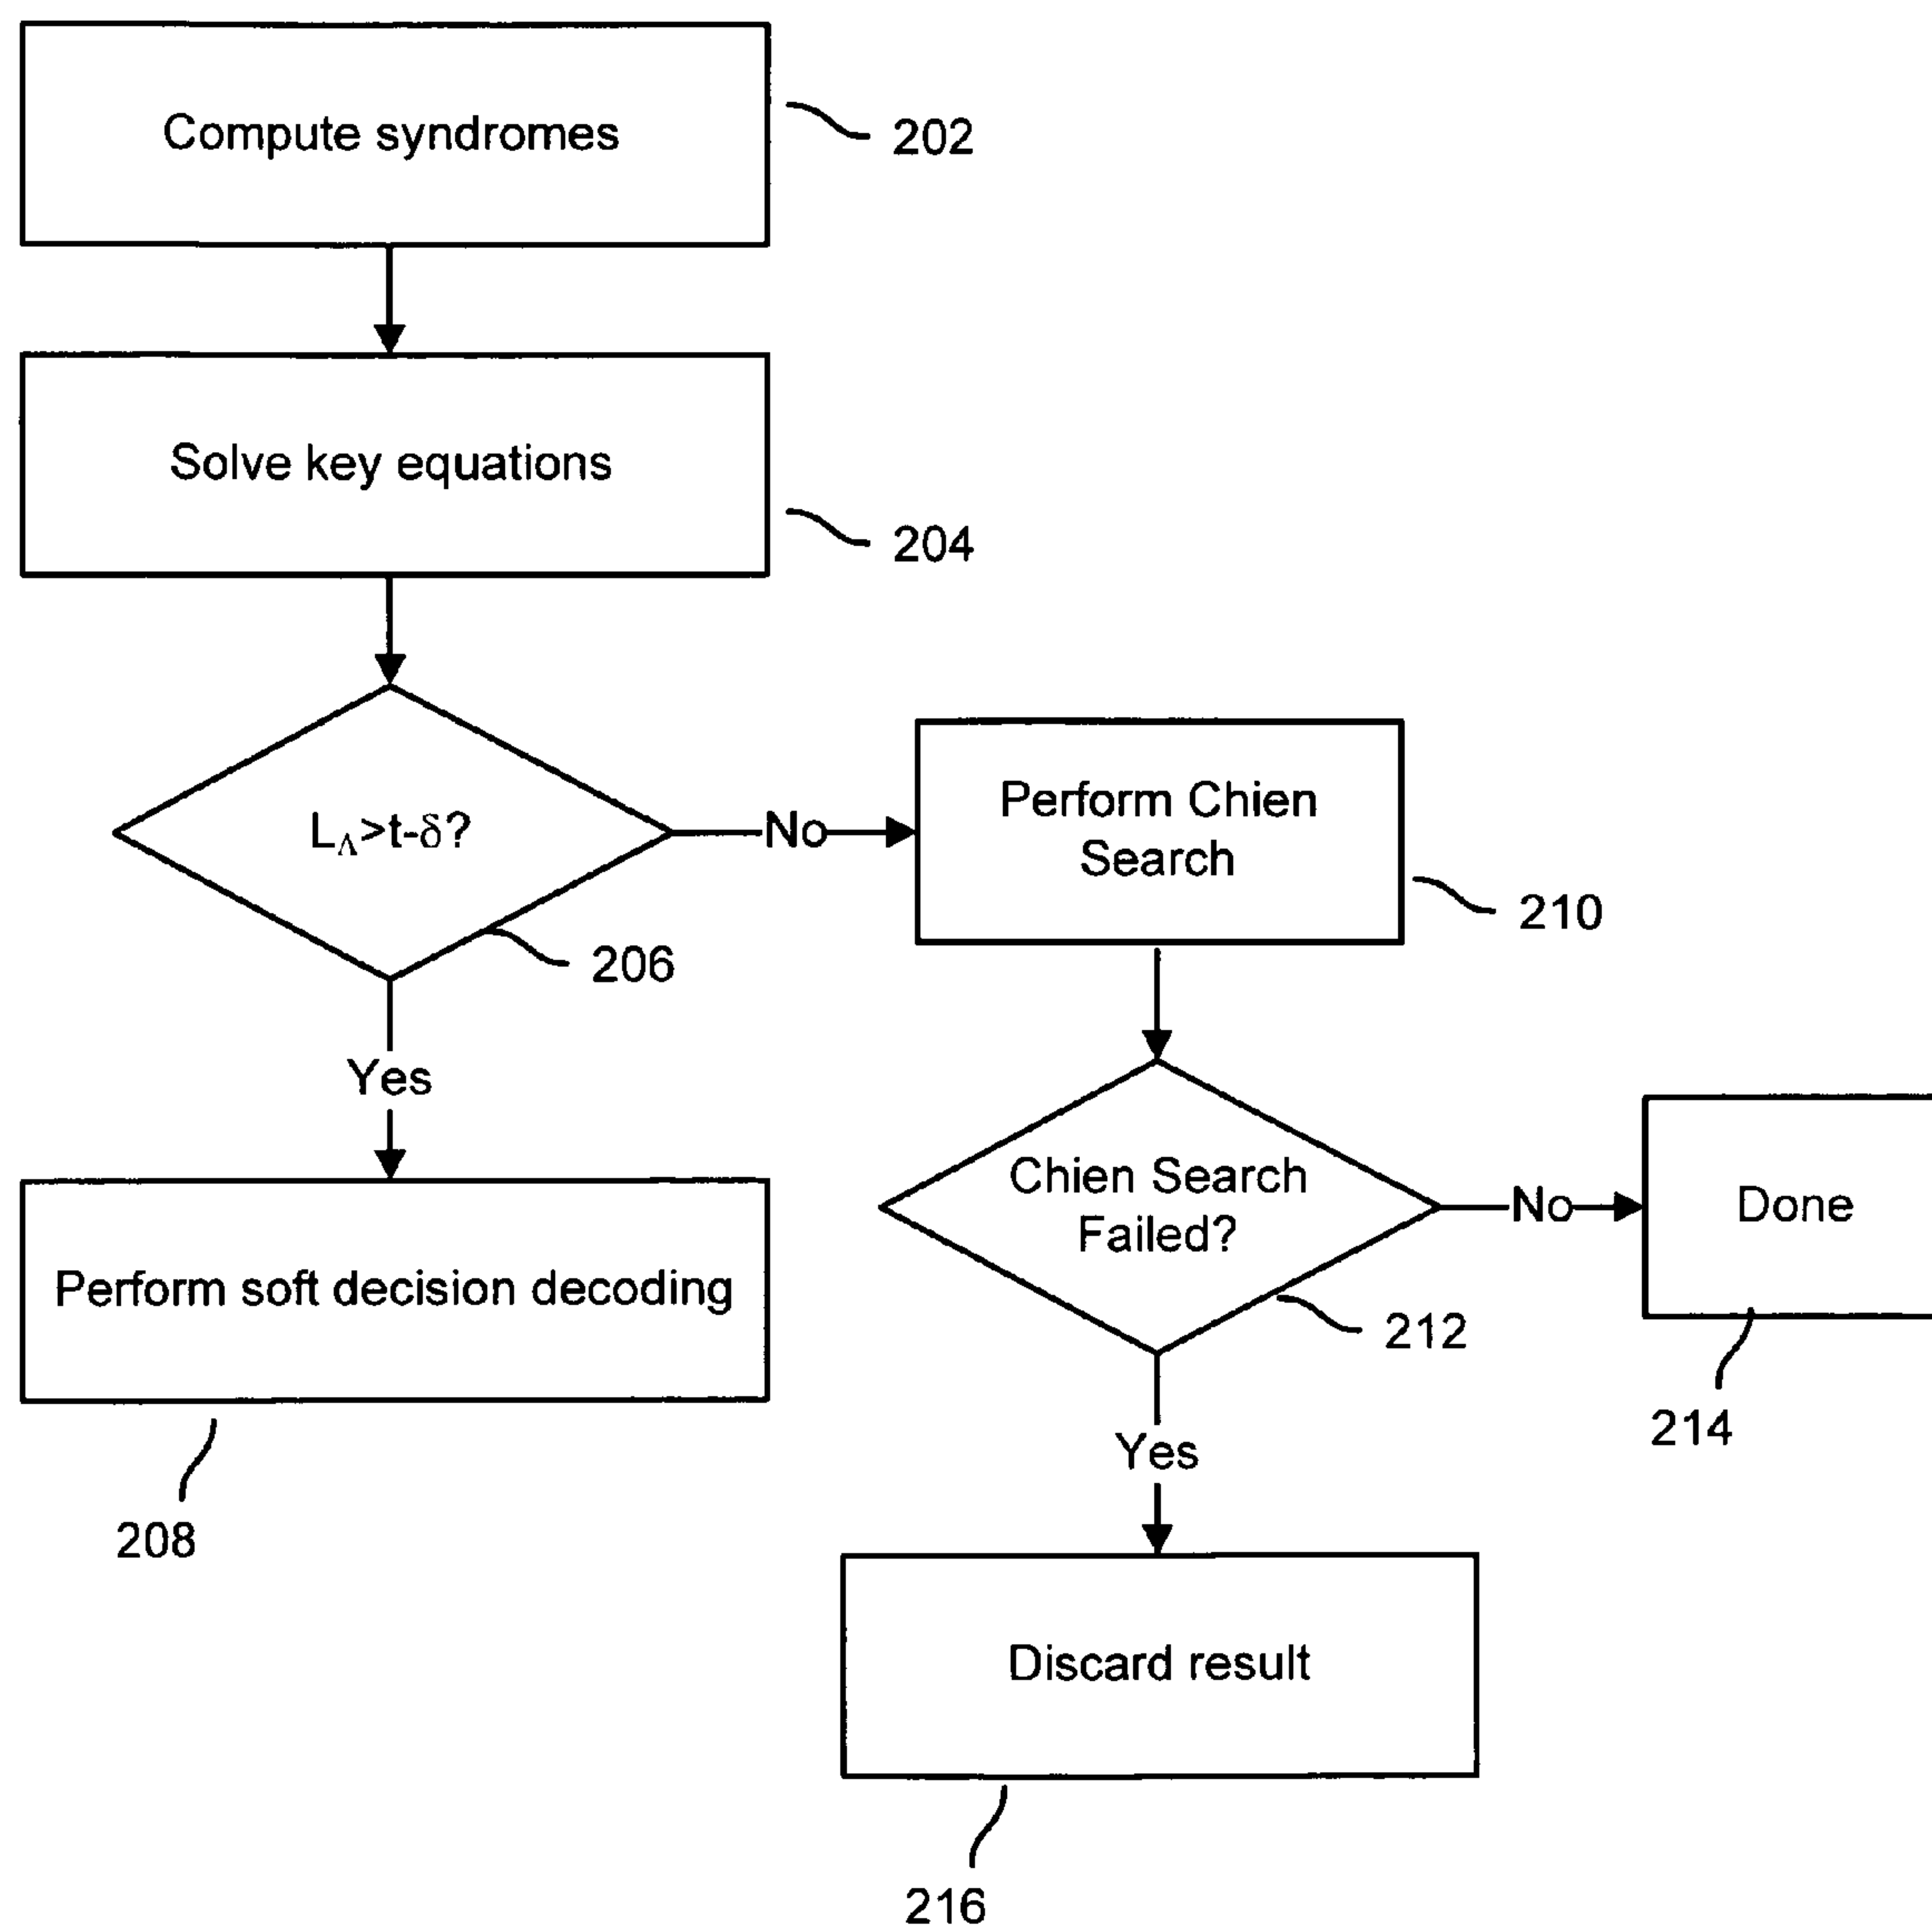 Compute syndromes
202
Solve key equations
204
L_Λ>t-δ?
No
Perform Chien
Search
210
206
Yes
Chien Search
Failed?
No
Done
Perform soft decision decoding
212
214
Yes
208
Discard result
216